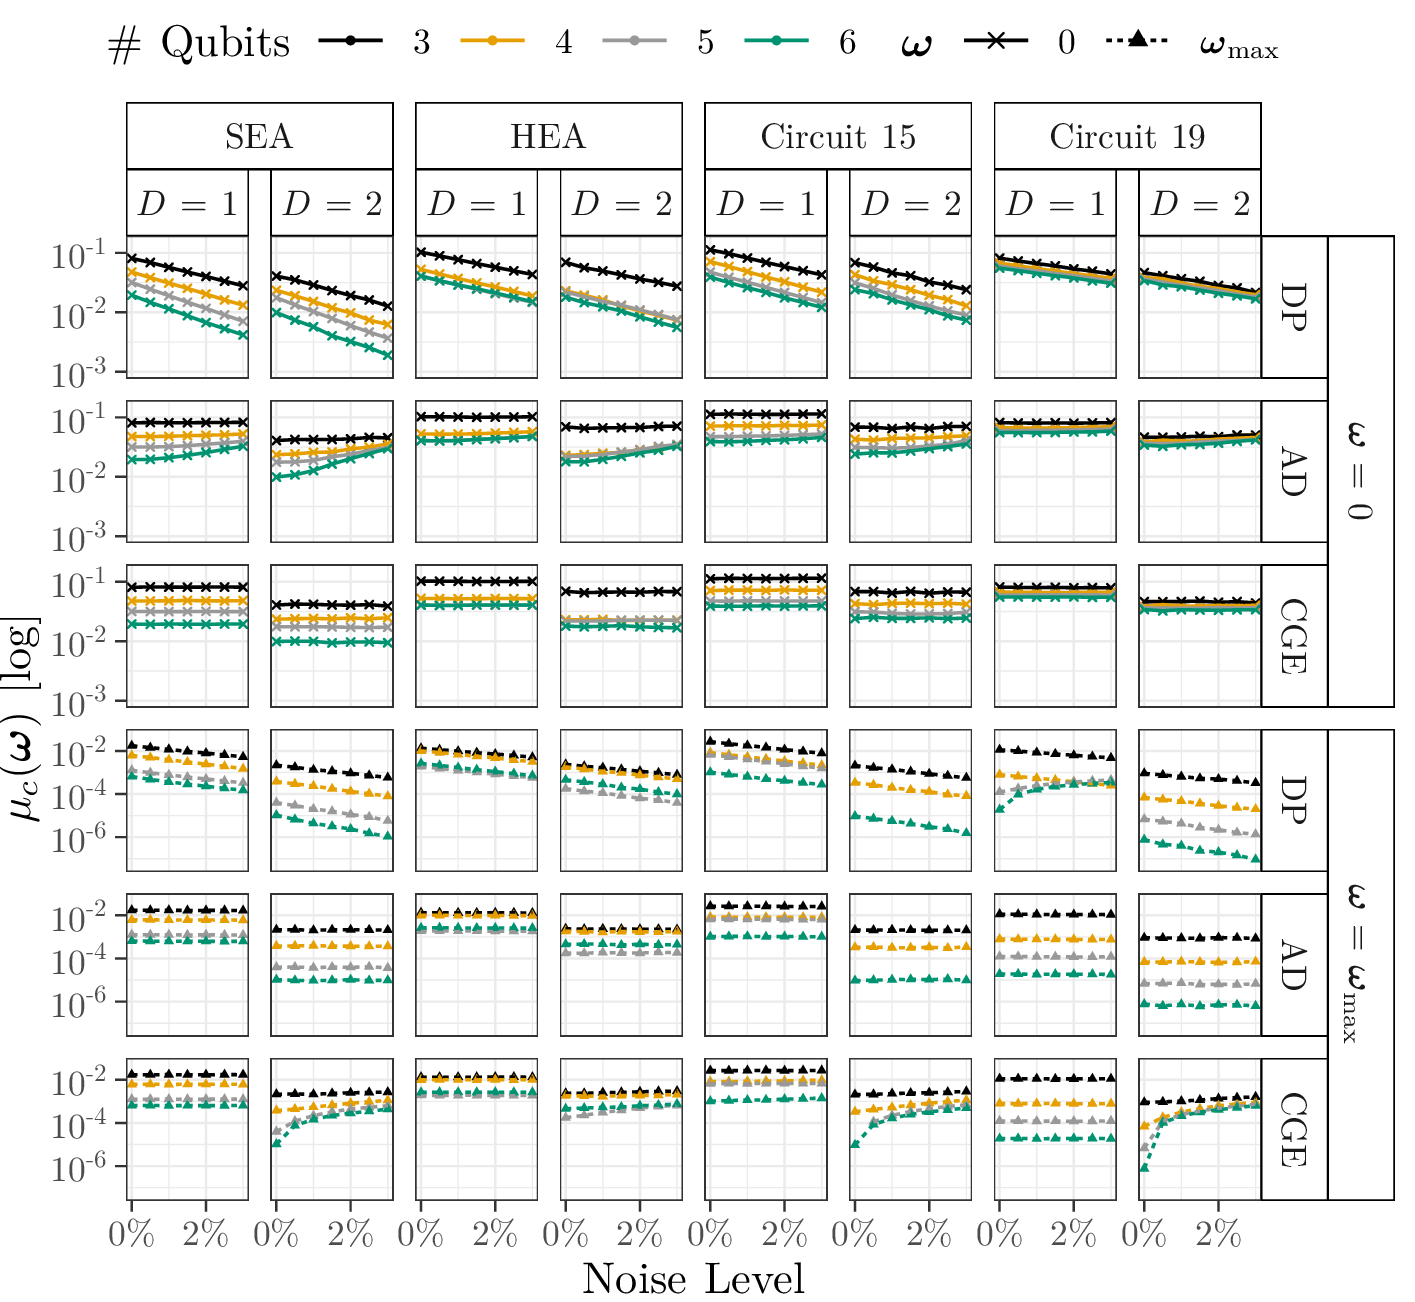 # Qubits 3 4 5 6 ω 0 ω_max
SEA HEA Circuit 15 Circuit 19
D = 1 D = 2 D = 1 D = 2 D = 1 D = 2 D = 1 D = 2
10^-1
10^-2
10^-3
DP
10^-1
10^-2
10^-3
AD
10^-1
10^-2
10^-3
CGE
ε = 0
10^-2
10^-4
10^-6
DP
10^-2
10^-4
10^-6
AD
10^-2
10^-4
10^-6
CGE
ε = ε_max
μ_c(ω) [log]
0% 2% 0% 2% 0% 2% 0% 2% 0% 2% 0% 2% 0% 2% 0% 2%
Noise Level